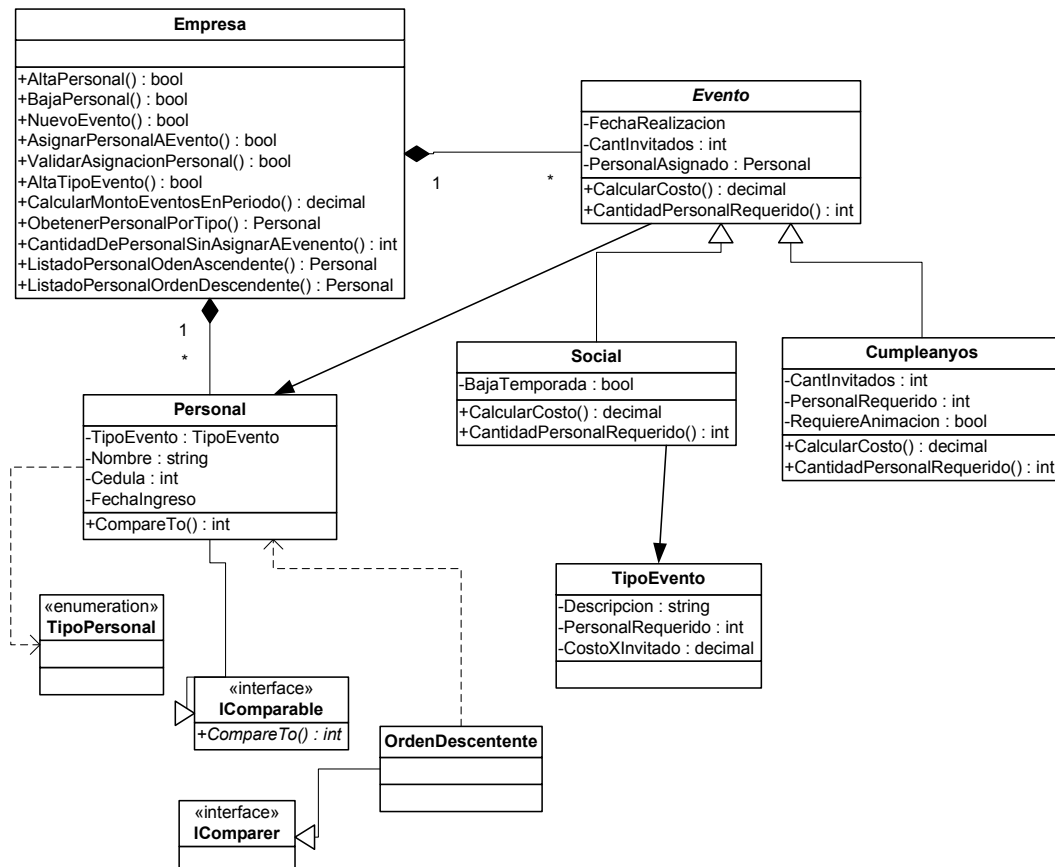 Empresa
+AltaPersonal() : bool
+BajaPersonal() : bool
+NuevoEvento() : bool
+AsignarPersonalAEvento() : bool
+ValidarAsignacionPersonal() : bool
+AltaTipoEvento() : bool
+CalcularMontoEventosEnPeriodo() : decimal
+ObetenerPersonalPorTipo() : Personal
+CantidadDePersonalSinAsignarAEvenento() : int
+ListadoPersonalOdenAscendente() : Personal
+ListadoPersonalOrdenDescendente() : Personal
1
*
1
*
Evento
-FechaRealizacion
-CantInvitados : int
-PersonalAsignado : Personal
+CalcularCosto() : decimal
+CantidadPersonalRequerido() : int
Social
-BajaTemporada : bool
+CalcularCosto() : decimal
+CantidadPersonalRequerido() : int
Cumpleanyos
-CantInvitados : int
-PersonalRequerido : int
-RequiereAnimacion : bool
+CalcularCosto() : decimal
+CantidadPersonalRequerido() : int
Personal
-TipoEvento : TipoEvento
-Nombre : string
-Cedula : int
-FechaIngreso
+CompareTo() : int
TipoEvento
-Descripcion : string
-PersonalRequerido : int
-CostoXInvitado : decimal
«enumeration»
TipoPersonal
«interface»
IComparable
+CompareTo() : int
OrdenDescentente
«interface»
IComparer